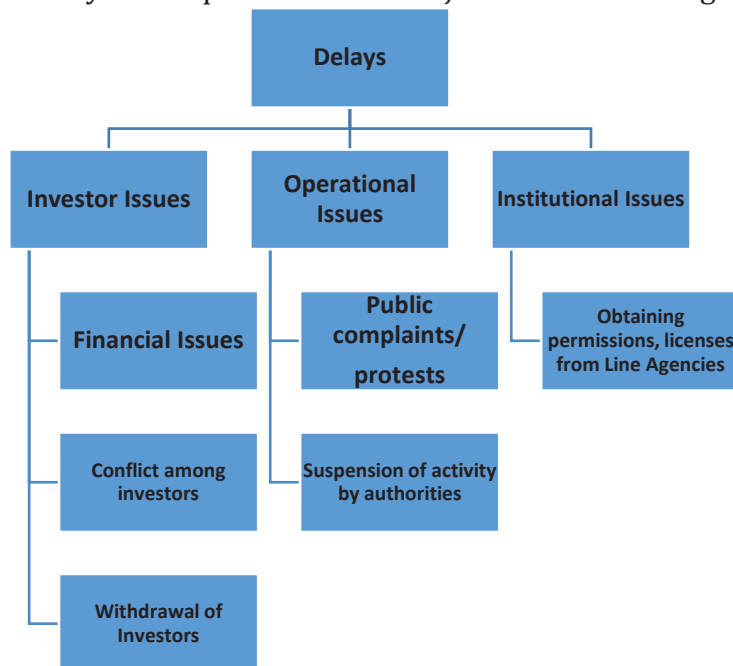 Delays
Investor Issues
Operational
Issues
Institutional Issues
Financial Issues
Public
complaints/
protests
Obtaining
permissions, licenses
from Line Agencies
Conflict among
investors
Suspension of activity
by authorities
Withdrawal of
Investors